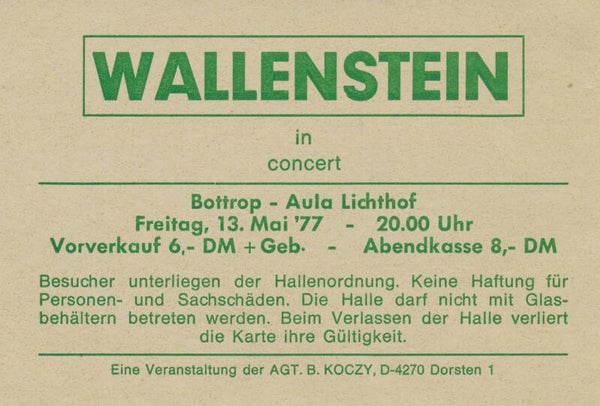 WALLENSTEIN
in
concert
Bottrop - Aula Lichthof
Freitag, 13. Mai '77 - 20.00 Uhr
Vorverkauf 6,- DM + Geb. - Abendkasse 8,- DM
Besucher unterliegen der Hallenordnung. Keine Haftung für
Personen- und Sachschäden. Die Halle darf nicht mit Glas-
behältern betreten werden. Beim Verlassen der Halle verliert
die Karte ihre Gültigkeit.
Eine Veranstaltung der AGT. B. KOCZY, D-4270 Dorsten 1